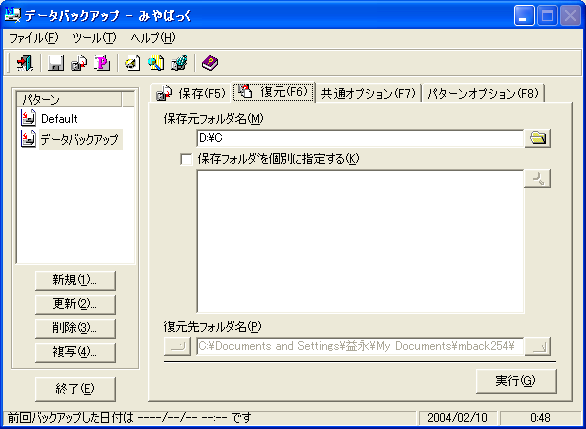 データバックアップ - みやばっく
ファイル(F) ツール(T) ヘルプ(H)
パターン
Default
データバックアップ
新規(1)...
更新(2)...
削除(3)...
複写(4)...
終了(E)
保存(F5) 復元(F6) 共通オプション(F7) パターンオプション(F8)
保存元フォルダ名(M)
D:¥C
保存フォルダを個別に指定する(K)
復元先フォルダ名(P)
C:¥Documents and Settings¥益永¥My Documents¥mback254¥
実行(G)
前回バックアップした日付は ----/--/-- --:-- です 2004/02/10 0:48